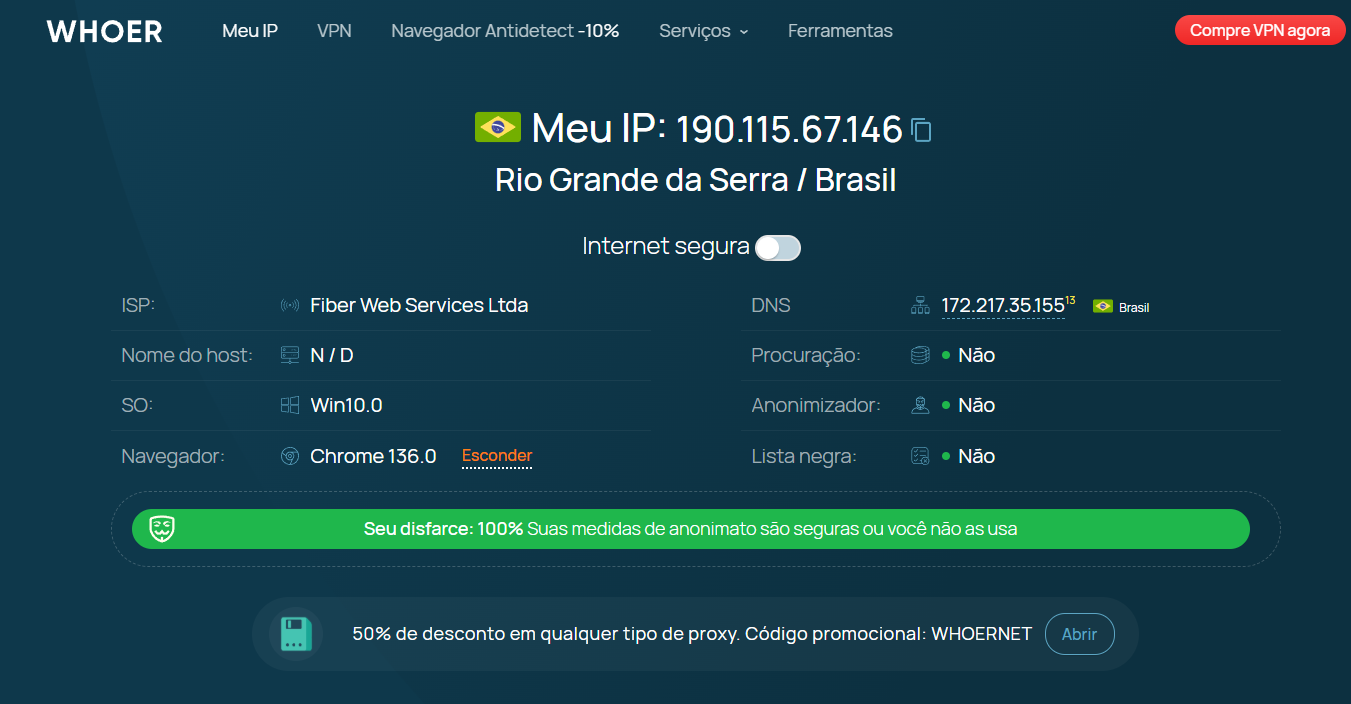 WHOER Meu IP VPN Navegador Antidetect -10% Serviços Ferramentas Compre VPN agora
Meu IP: 190.115.67.146
Rio Grande da Serra / Brasil
Internet segura
ISP: Fiber Web Services Ltda
DNS 172.217.35.155 13 Brasil
Nome do host: N / D
Procuração: Não
SO: Win10.0
Anonimizador: Não
Navegador: Chrome 136.0 Esconder
Lista negra: Não
Seu disfarce: 100% Suas medidas de anonimato são seguras ou você não as usa
50% de desconto em qualquer tipo de proxy. Código promocional: WHOERNET Abrir